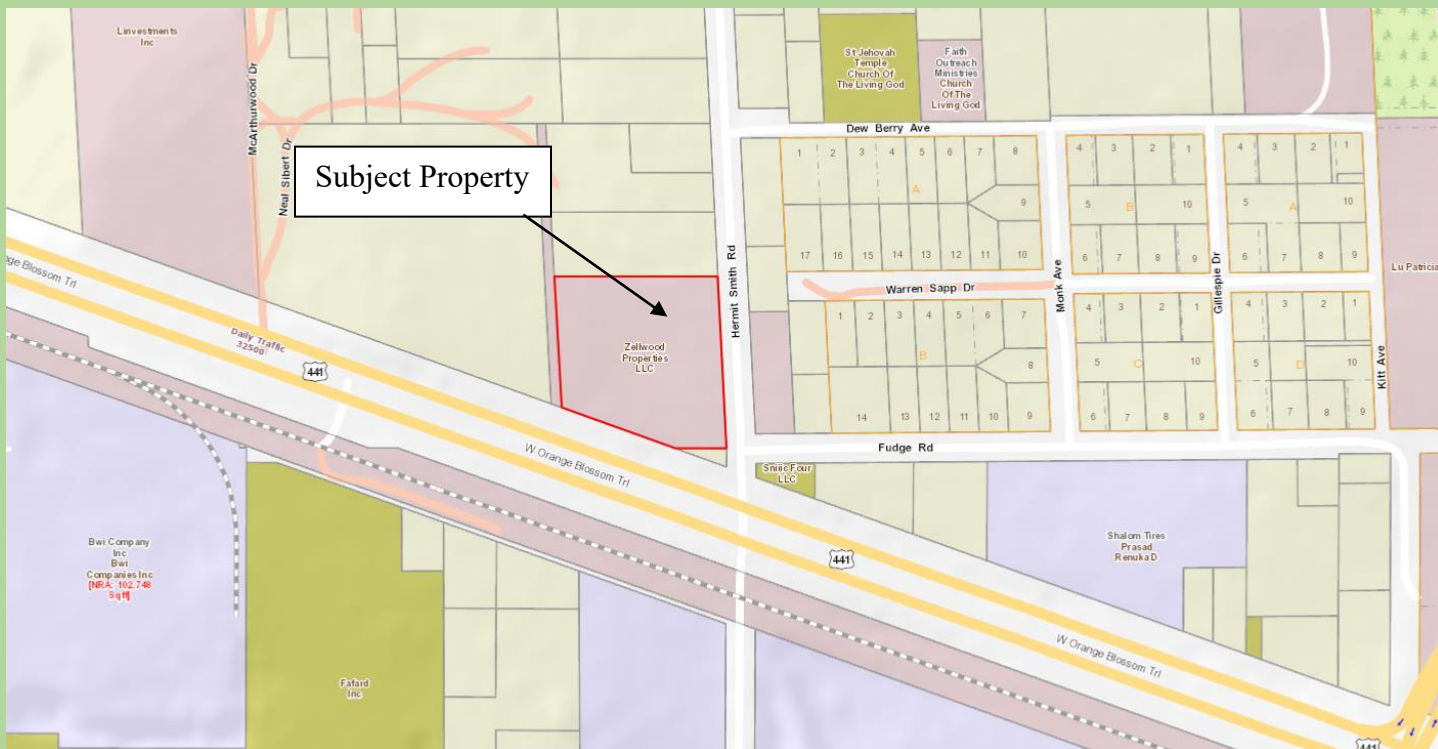 Linvestments
Inc
McArthurwood Dr
Neal Sibert Dr
Subject Property
St Jehovah
Temple
Church Of
The Living God
Faith
Outreach
Ministries
Church
Of The
Living God
Dew Berry Ave
1 2 3 4 5 6 7 8
A
9
17 16 15 14 13 12 11 10
4 3 2 1
5 B 10
6 7 8 9
4 3 2 1
5 A 10
6 7 8 9
Lu Patricia
Hermit Smith Rd
Warren Sapp Dr
Monk Ave
Gillespie Dr
Kitt Ave
1 2 3 4 5 6 7
B
8
14 13 12 11 10 9
4 3 2 1
5 C 10
6 7 8 9
4 3 2 1
5 D 10
6 7 8 9
Zellwood
Properties
LLC
ge Blossom Trl
Daily Traffic
32500
441
W Orange Blossom Trl
Fudge Rd
LLC
Shalom Tires
Prasad
Renuka D
441
W Orange Blossom Trl
441
Bwi Company
Inc
Bwi
Companies Inc
[NRA: 102,748
Sqft]
Fafard
Inc